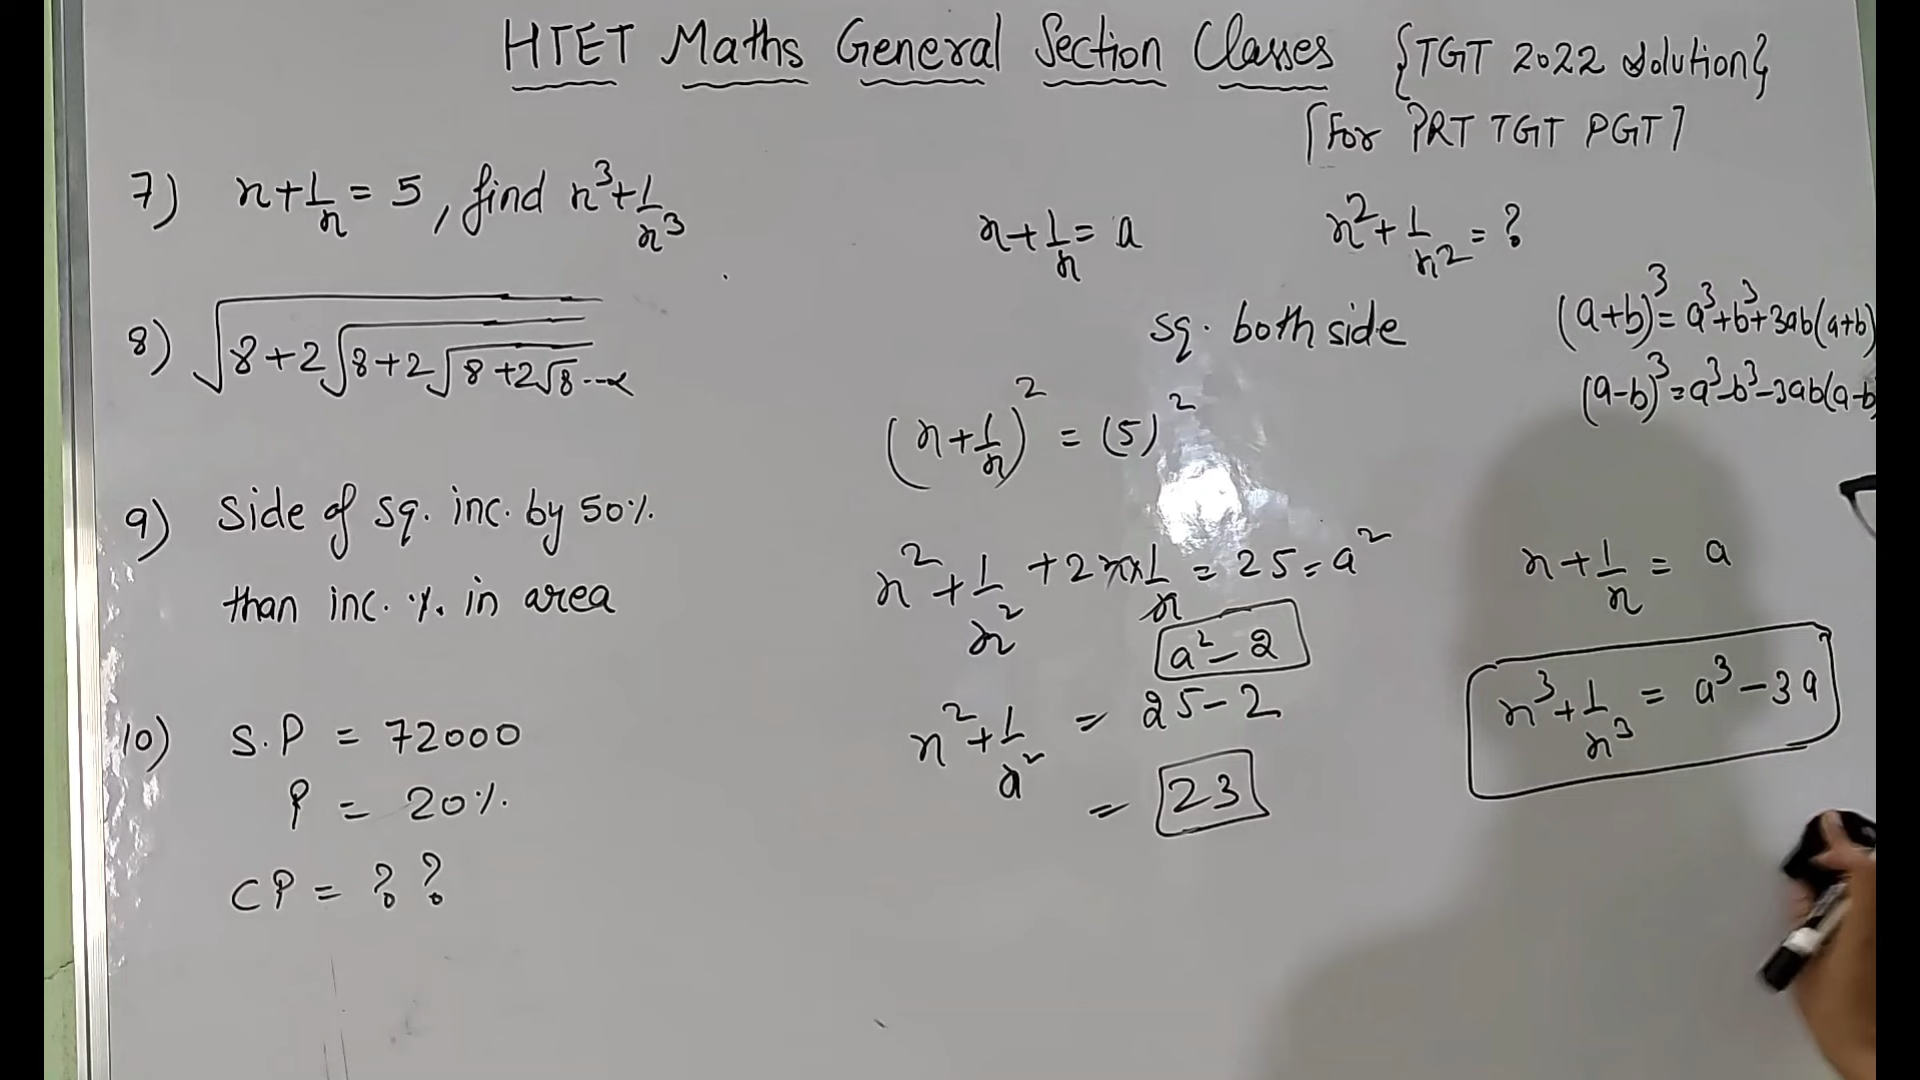 HTET Maths General Section Classes {TGT 2022 solution}
[For PRT TGT PGT]
7) x+1/x = 5, find x³+1/x³
8) √(8+2√(8+2√(8+2√8---∝
9) Side of sq. inc. by 50%
than inc. %. in area
10) S.P = 72000
P = 20%
CP = ? ?
x+1/x = a
x²+1/x² = ?
sq. both side
(x+1/x)² = (5)²
x²+1/x²+2x×1/x = 25 = a²
a²-2
x²+1/x² = 25-2
= 23
(a+b)³=a³+b³+3ab(a+b)
(a-b)³=a³-b³-3ab(a-b
x+1/x = a
x³+1/x³ = a³-3a